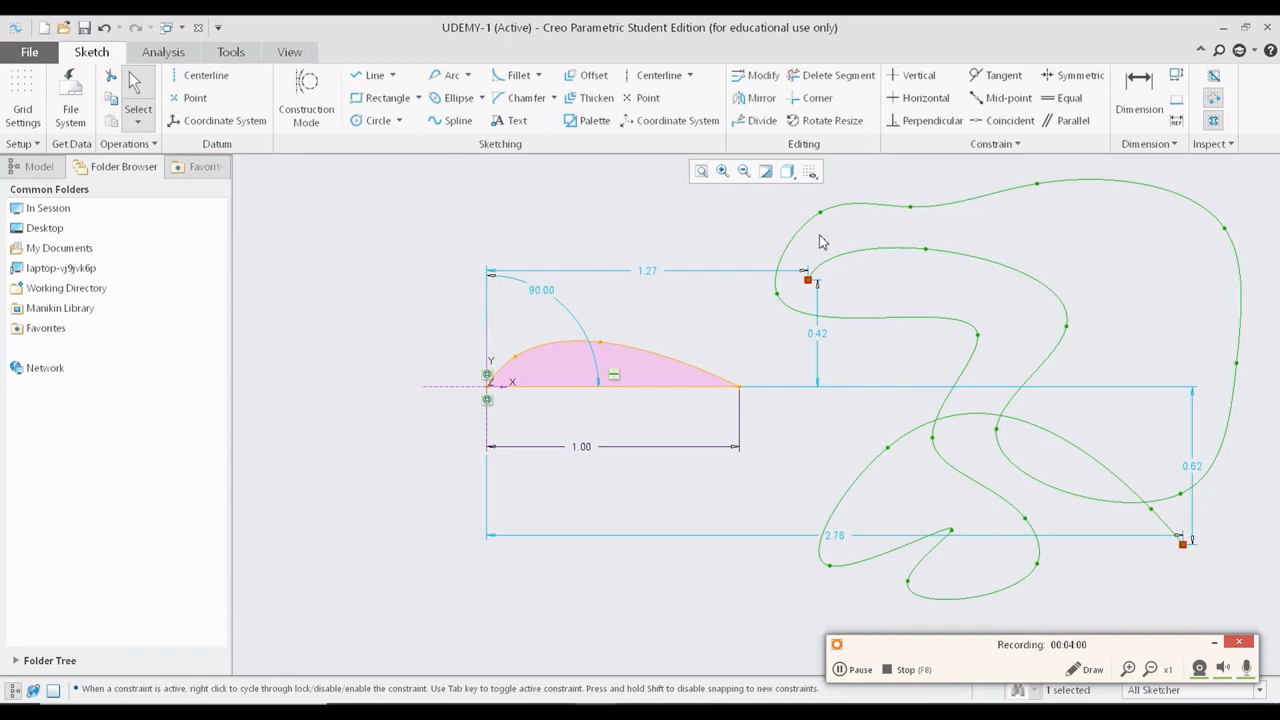 UDEMY-1 (Active) - Creo Parametric Student Edition (for educational use only)
File Sketch Analysis Tools View
Grid Settings
File System
Select
Centerline
Point
Coordinate System
Construction Mode
Line Arc Fillet Offset Centerline
Rectangle Ellipse Chamfer Thicken Point
Circle Spline Text Palette Coordinate System
Modify Delete Segment
Mirror Corner
Divide Rotate Resize
Vertical Tangent Symmetric
Horizontal Mid-point Equal
Perpendicular Coincident Parallel
Dimension
REF
Setup Get Data Operations Datum Sketching Editing Constrain Dimension Inspect
Model Folder Browser Favorit
Common Folders
In Session
Desktop
My Documents
laptop-vj9jvk6p
Working Directory
Manikin Library
Favorites
Network
Folder Tree
1.27
90.00
0.42
Y
X
Z
1.00
0.62
2.76
Recording: 00:04:00
Pause Stop (F8) Draw x1
When a constraint is active, right click to cycle through lock/disable/enable the constraint. Use Tab key to toggle active constraint. Press and hold Shift to disable snapping to new constraints.
1 selected All Sketcher